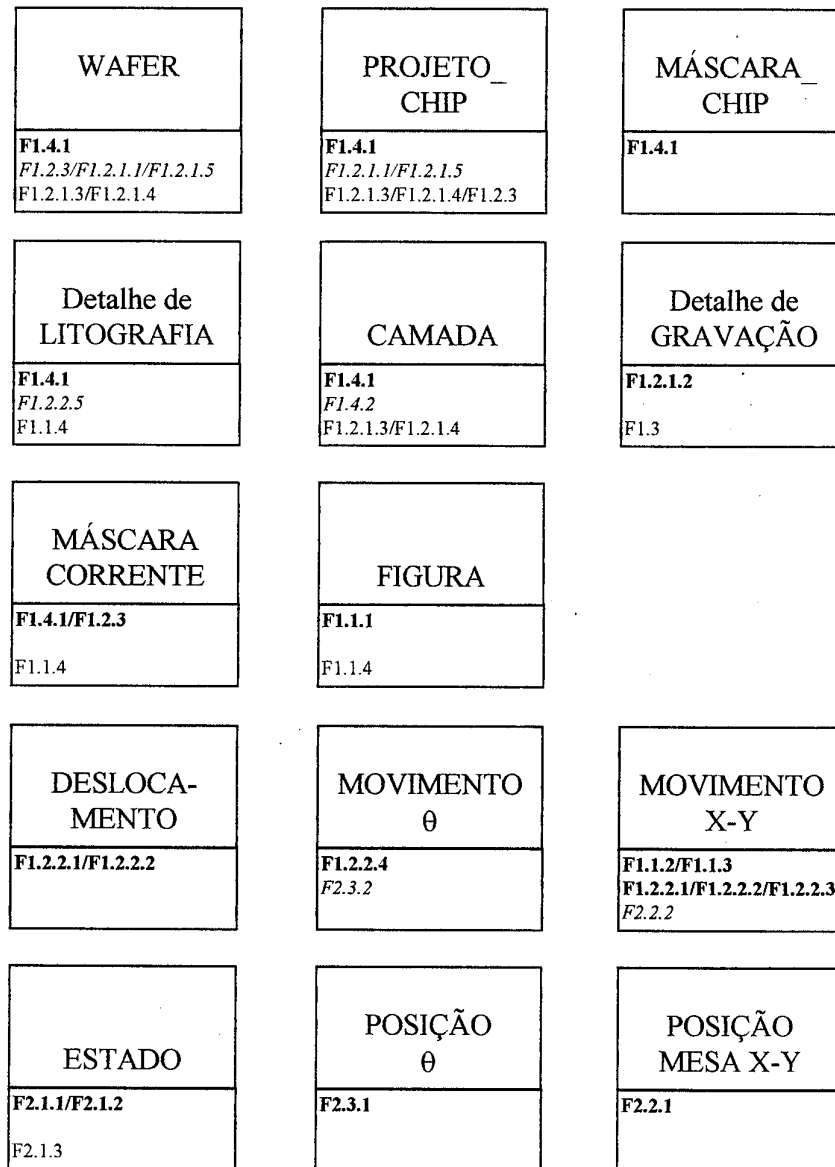 WAFER
F1.4.1
F1.2.3/F1.2.1.1/F1.2.1.5
F1.2.1.3/F1.2.1.4
PROJETO_
CHIP
F1.4.1
F1.2.1.1/F1.2.1.5
F1.2.1.3/F1.2.1.4/F1.2.3
MÁSCARA_
CHIP
F1.4.1
Detalhe de
LITOGRAFIA
F1.4.1
F1.2.2.5
F1.1.4
CAMADA
F1.4.1
F1.4.2
F1.2.1.3/F1.2.1.4
Detalhe de
GRAVAÇÃO
F1.2.1.2
F1.3
MÁSCARA
CORRENTE
F1.4.1/F1.2.3
F1.1.4
FIGURA
F1.1.1
F1.1.4
DESLOCA-
MENTO
F1.2.2.1/F1.2.2.2
MOVIMENTO
θ
F1.2.2.4
F2.3.2
MOVIMENTO
X-Y
F1.1.2/F1.1.3
F1.2.2.1/F1.2.2.2/F1.2.2.3
F2.2.2
ESTADO
F2.1.1/F2.1.2
F2.1.3
POSIÇÃO
θ
F2.3.1
POSIÇÃO
MESA X-Y
F2.2.1